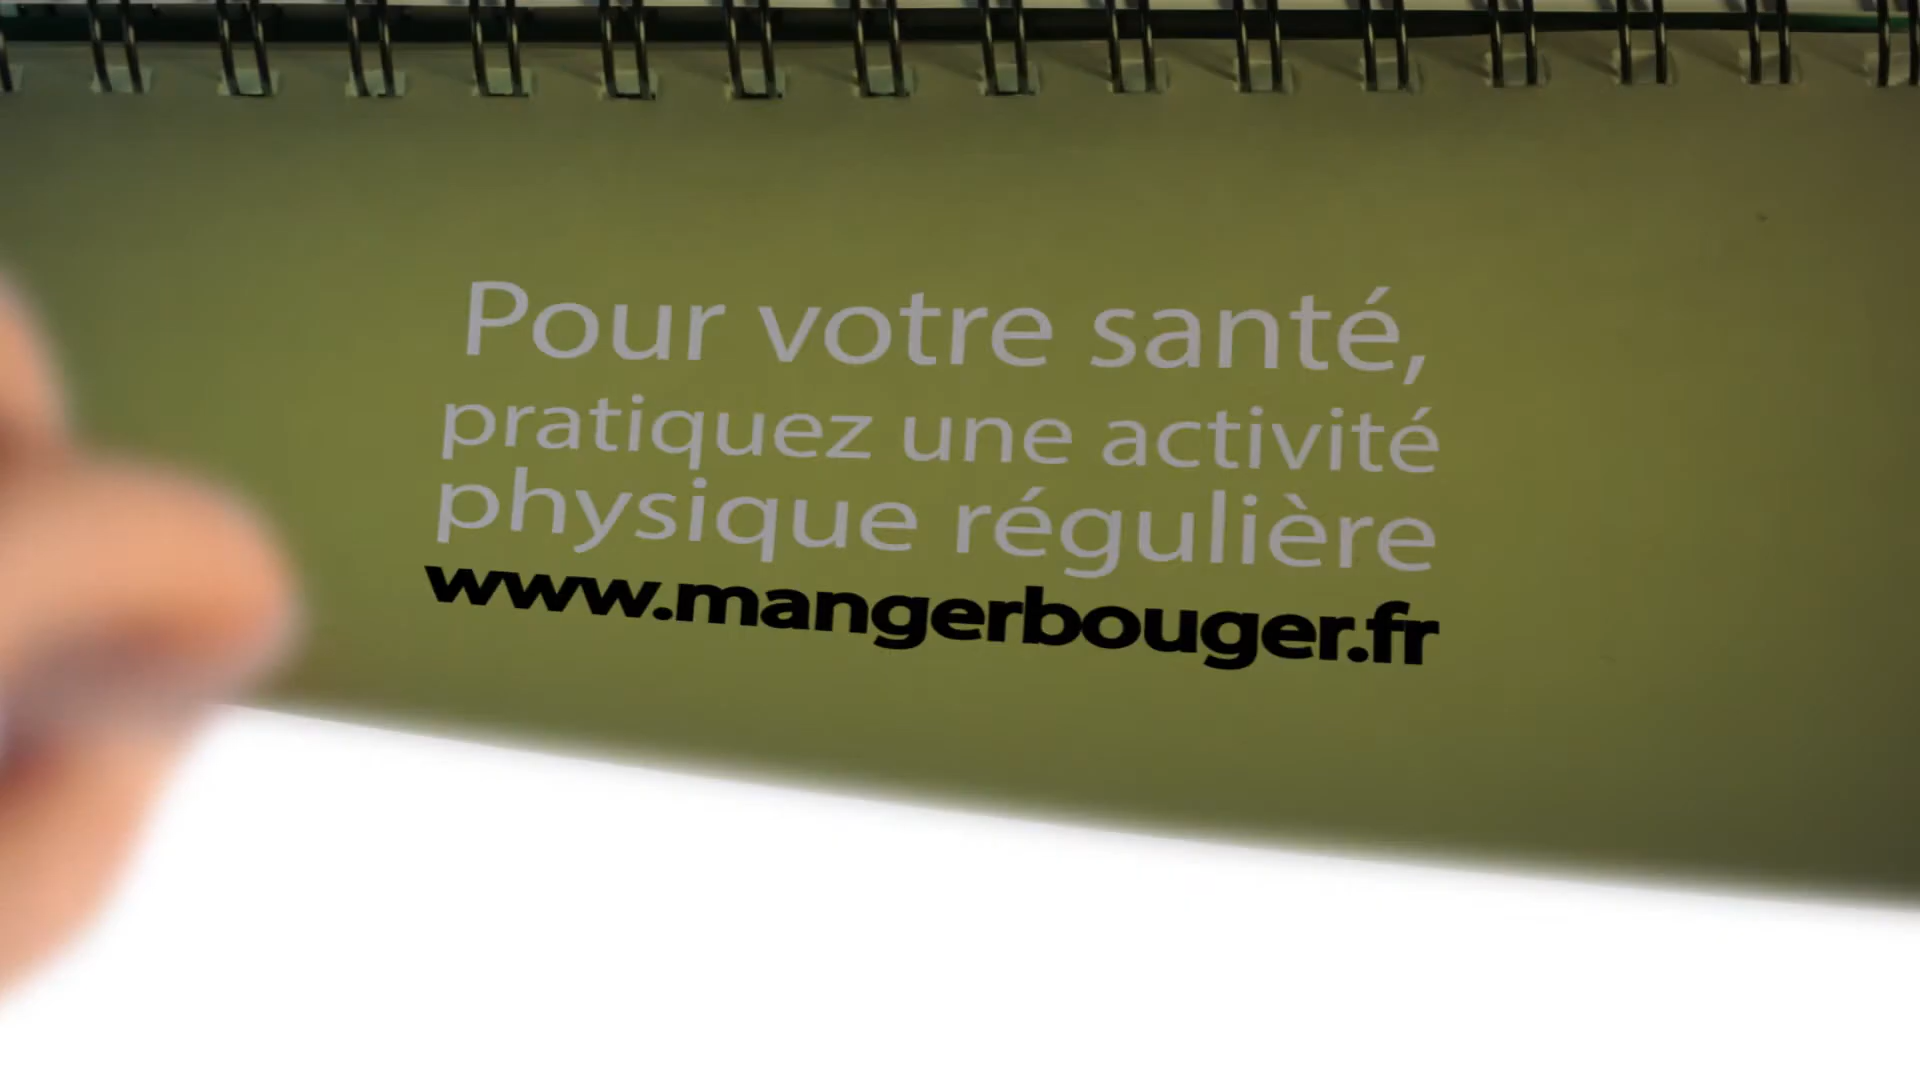 Pour votre santé,
pratiquez une activité
physique régulière
www.mangerbouger.fr